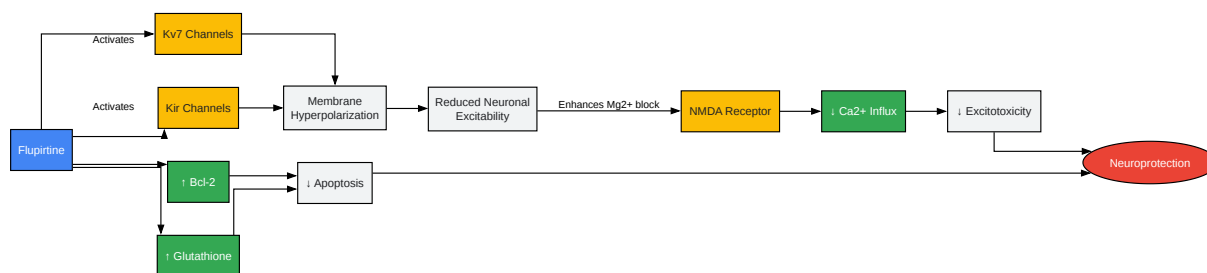 Activates
Kv7 Channels
Activates
Kir Channels
Membrane
Hyperpolarization
Reduced Neuronal
Excitability
Enhances Mg2+ block
NMDA Receptor
↓ Ca2+ Influx
↓ Excitotoxicity
Flupirtine
↑ Bcl-2
↓ Apoptosis
Neuroprotection
↑ Glutathione